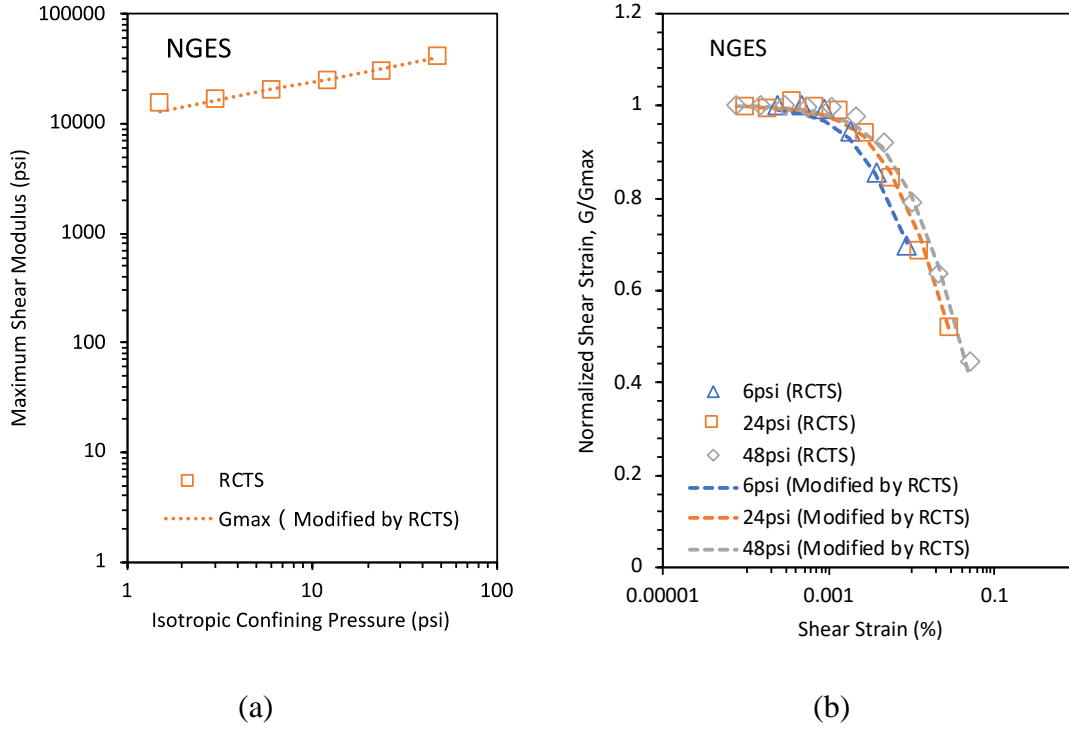 100000
10000
1000
100
10
1
NGES
Maximum Shear Modulus (psi)
RCTS
Gmax ( Modified by RCTS)
1 10 100
Isotropic Confining Pressure (psi)
(a)
1.2
1
0.8
0.6
0.4
0.2
0
NGES
Normalized Shear Strain, G/Gmax
6psi (RCTS)
24psi (RCTS)
48psi (RCTS)
6psi (Modified by RCTS)
24psi (Modified by RCTS)
48psi (Modified by RCTS)
0.00001 0.001 0.1
Shear Strain (%)
(b)